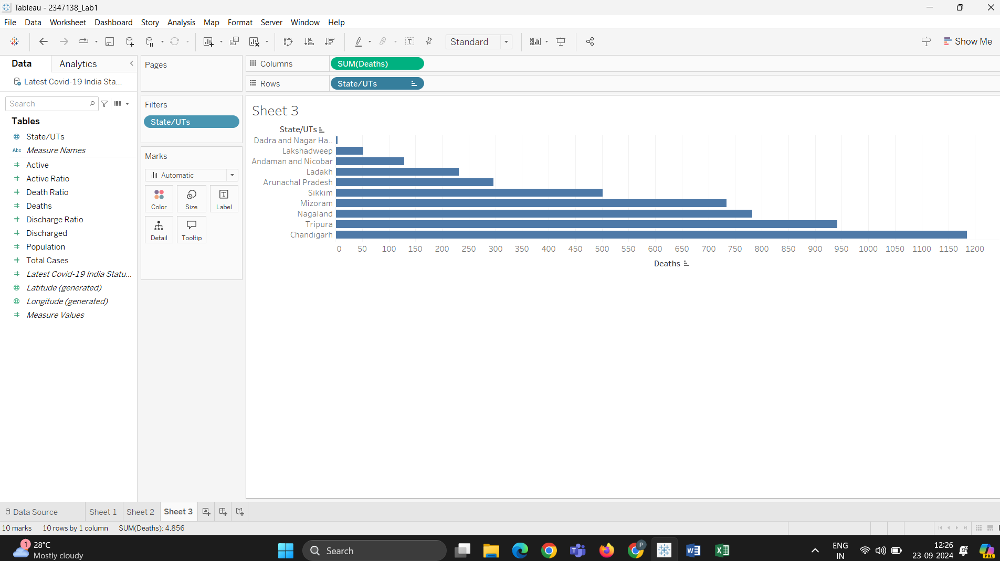 Tableau - 2347138_Lab1
File Data Worksheet Dashboard Story Analysis Map Format Server Window Help
Standard
Show Me
Data Analytics
Latest Covid-19 India Sta...
Search
Tables
State/UTs
Abc Measure Names
Active
Active Ratio
Death Ratio
Deaths
Discharge Ratio
Discharged
Population
Total Cases
Latest Covid-19 India Statu...
Latitude (generated)
Longitude (generated)
Measure Values
Pages
Filters
State/UTs
Marks
Automatic
Color Size Label
Detail Tooltip
Columns SUM(Deaths)
Rows State/UTs
Sheet 3
State/UTs
Dadra and Nagar Ha..
Lakshadweep
Andaman and Nicobar
Ladakh
Arunachal Pradesh
Sikkim
Mizoram
Nagaland
Tripura
Chandigarh
0 50 100 150 200 250 300 350 400 450 500 550 600 650 700 750 800 850 900 950 1000 1050 1100 1150 1200
Deaths
Data Source Sheet 1 Sheet 2 Sheet 3
10 marks 10 rows by 1 column SUM(Deaths): 4,856
1
28°C
Mostly cloudy
Search
P
ENG
IN
12:26
23-09-2024
PRE